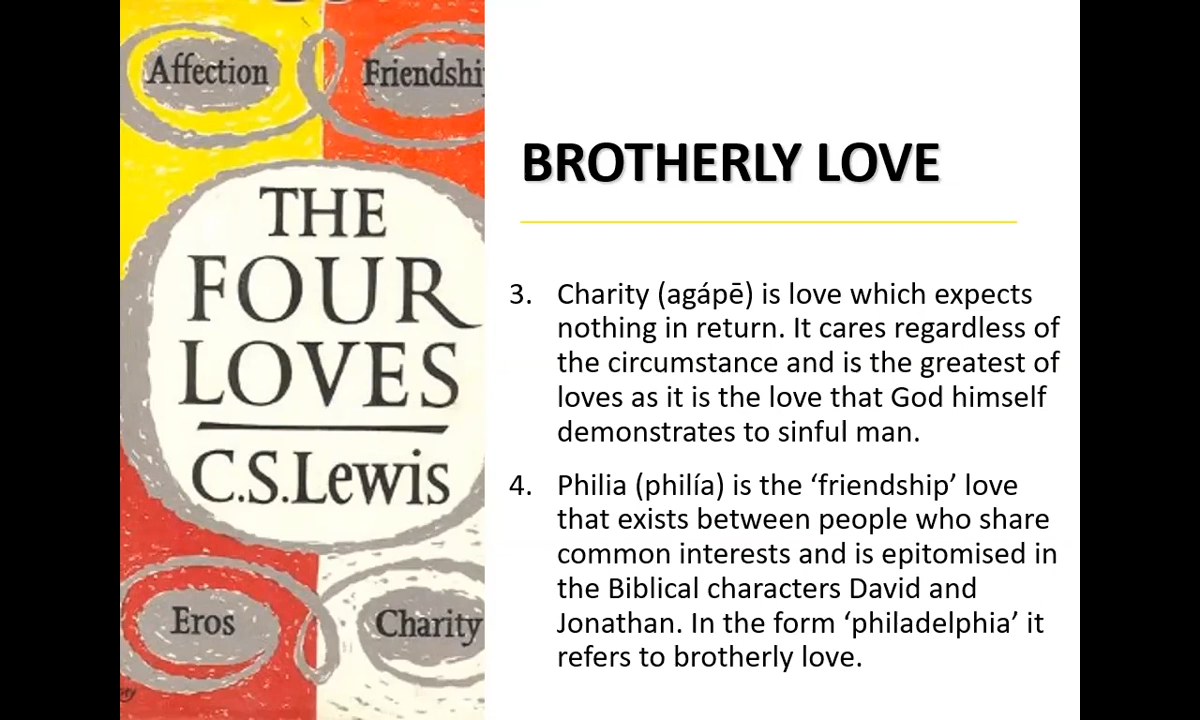 Affection
Friendshi
THE
FOUR
LOVES
C.S.Lewis
Eros
Charity
BROTHERLY LOVE
3. Charity (agápē) is love which expects
nothing in return. It cares regardless of
the circumstance and is the greatest of
loves as it is the love that God himself
demonstrates to sinful man.
4. Philia (philía) is the ‘friendship’ love
that exists between people who share
common interests and is epitomised in
the Biblical characters David and
Jonathan. In the form ‘philadelphia’ it
refers to brotherly love.